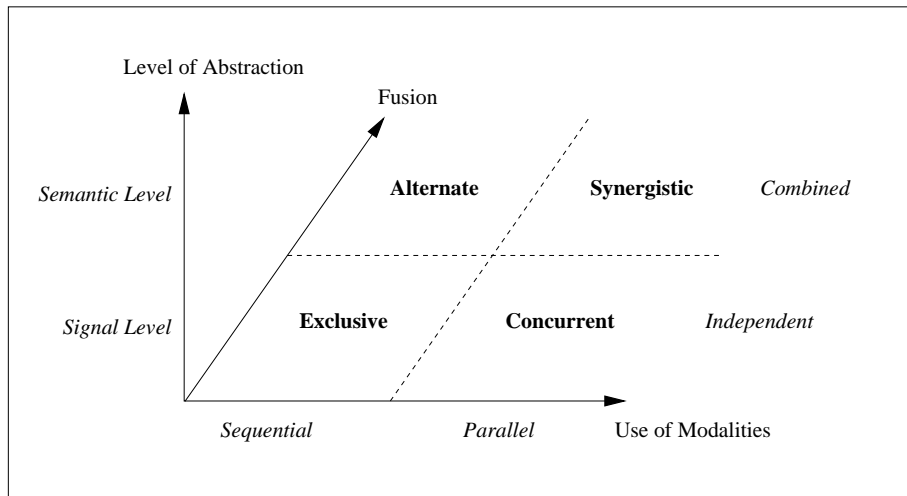 Level of Abstraction
Fusion
Semantic Level Alternate Synergistic Combined
Signal Level Exclusive Concurrent Independent
Sequential Parallel Use of Modalities